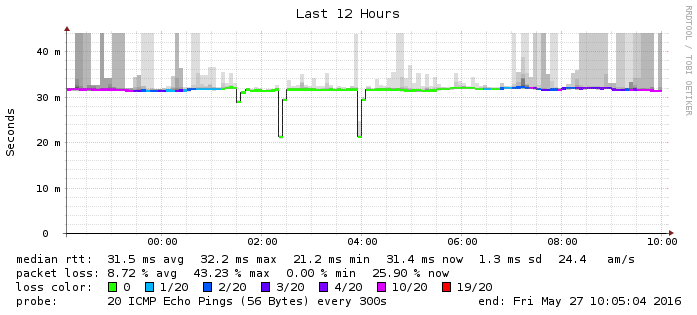 Last 12 Hours
RRDTOOL / TOBI OETIKER
Seconds
40 m
30 m
20 m
10 m
0
00:00 02:00 04:00 06:00 08:00 10:00
median rtt: 31.5 ms avg 32.2 ms max 21.2 ms min 31.4 ms now 1.3 ms sd 24.4 am/s
packet loss: 8.72 % avg 43.23 % max 0.00 % min 25.90 % now
loss color: 0 1/20 2/20 3/20 4/20 10/20 19/20
probe: 20 ICMP Echo Pings (56 Bytes) every 300s end: Fri May 27 10:05:04 2016